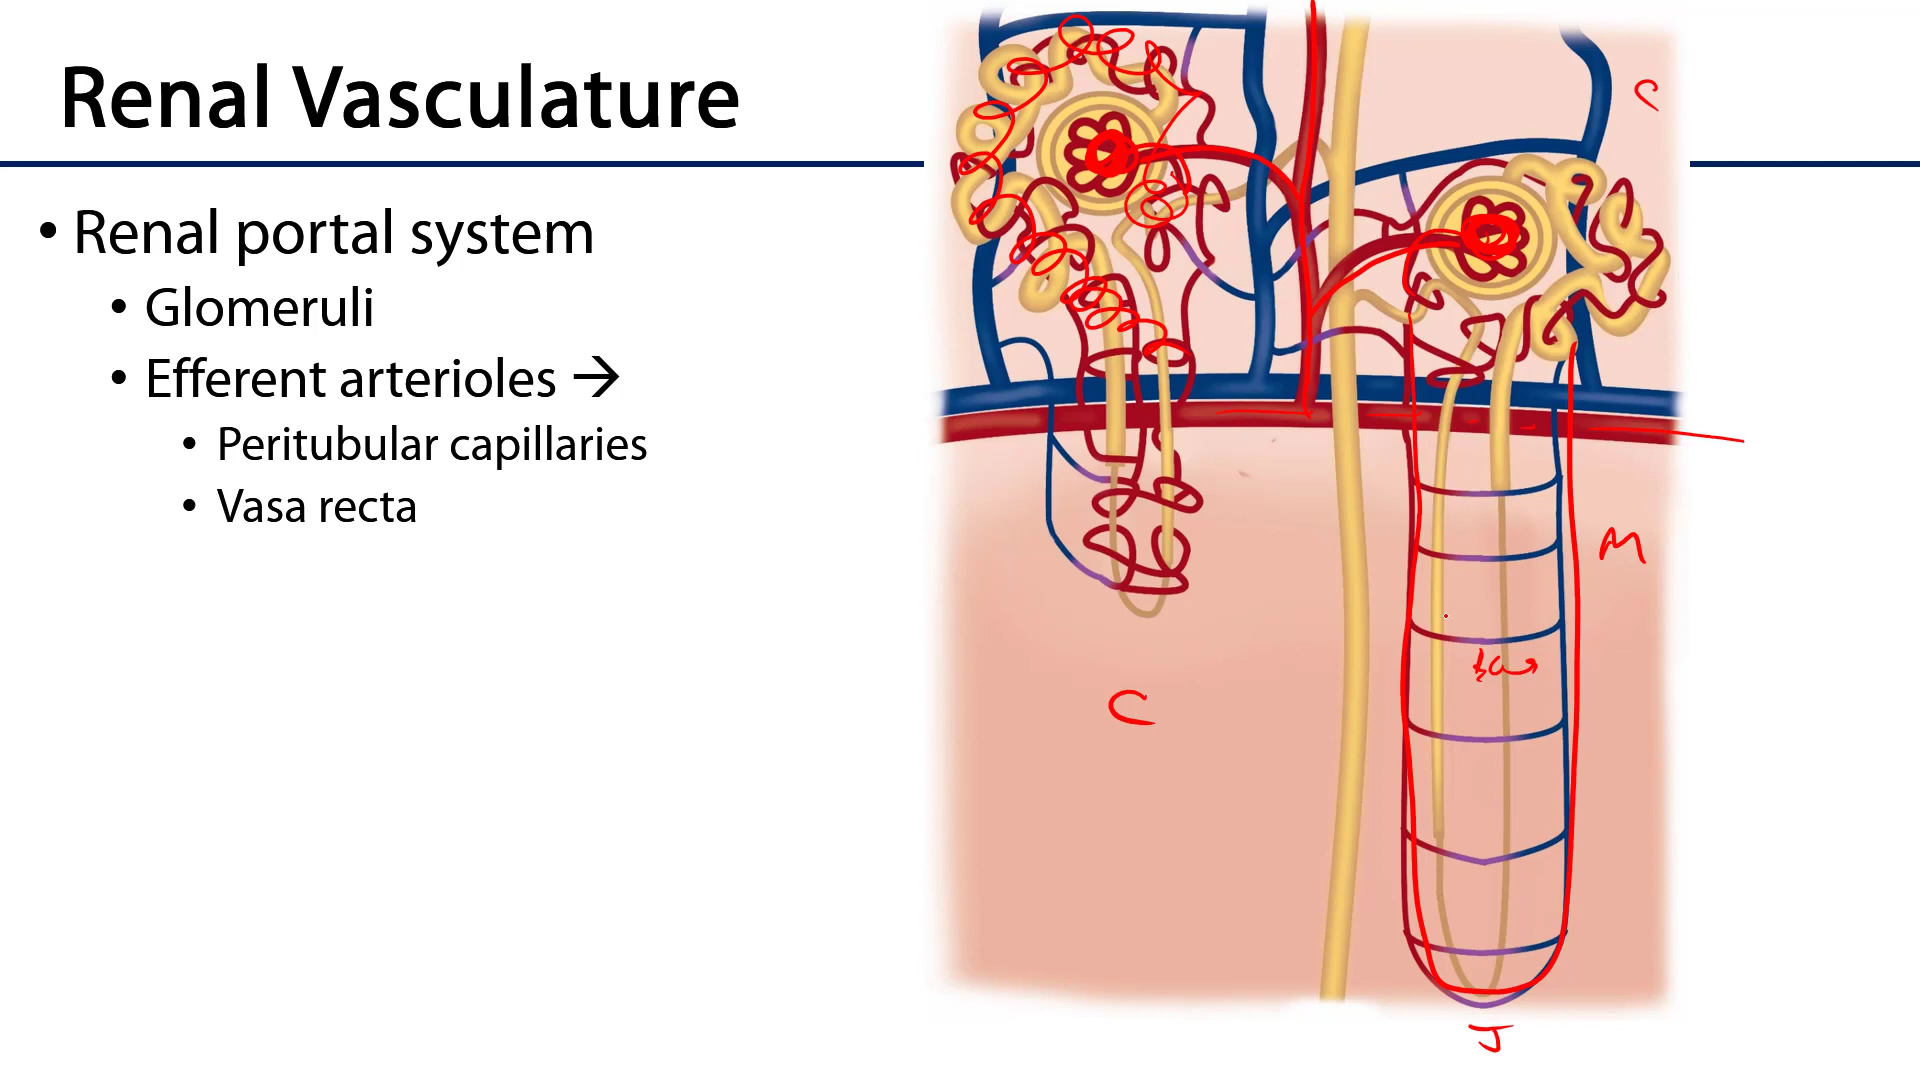 Renal Vasculature
• Renal portal system
• Glomeruli
• Efferent arterioles →
• Peritubular capillaries
• Vasa recta
C
M
C
J